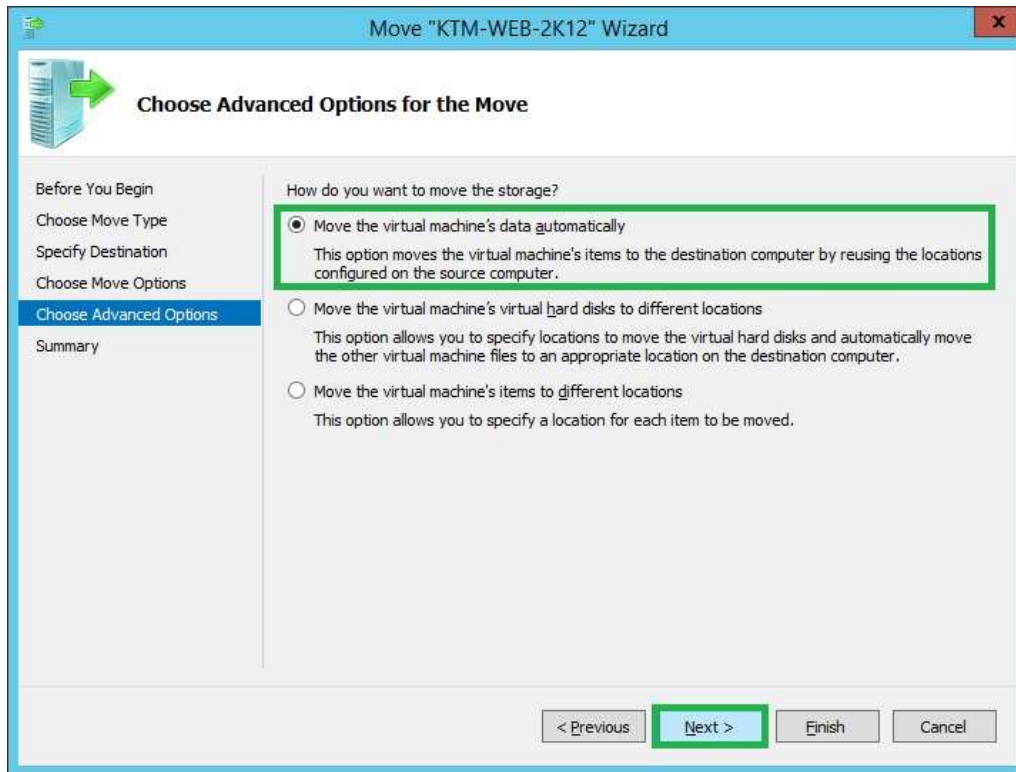 Move "KTM-WEB-2K12" Wizard
x
Choose Advanced Options for the Move
Before You Begin
Choose Move Type
Specify Destination
Choose Move Options
Choose Advanced Options
Summary
How do you want to move the storage?
Move the virtual machine's data automatically
This option moves the virtual machine's items to the destination computer by reusing the locations
configured on the source computer.
Move the virtual machine's virtual hard disks to different locations
This option allows you to specify locations to move the virtual hard disks and automatically move
the other virtual machine files to an appropriate location on the destination computer.
Move the virtual machine's items to different locations
This option allows you to specify a location for each item to be moved.
< Previous
Next >
Finish
Cancel